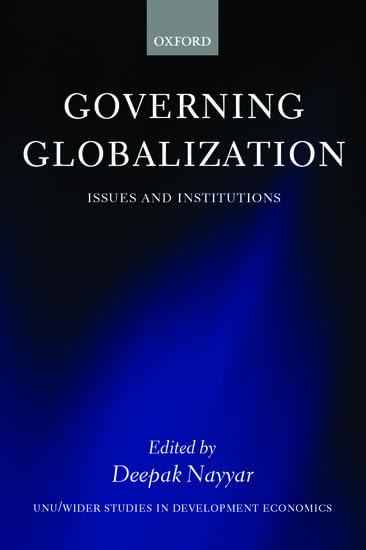 OXFORD
GOVERNING
GLOBALIZATION
ISSUES AND INSTITUTIONS
Edited by
Deepak Nayyar
UNU/WIDER STUDIES IN DEVELOPMENT ECONOMICS